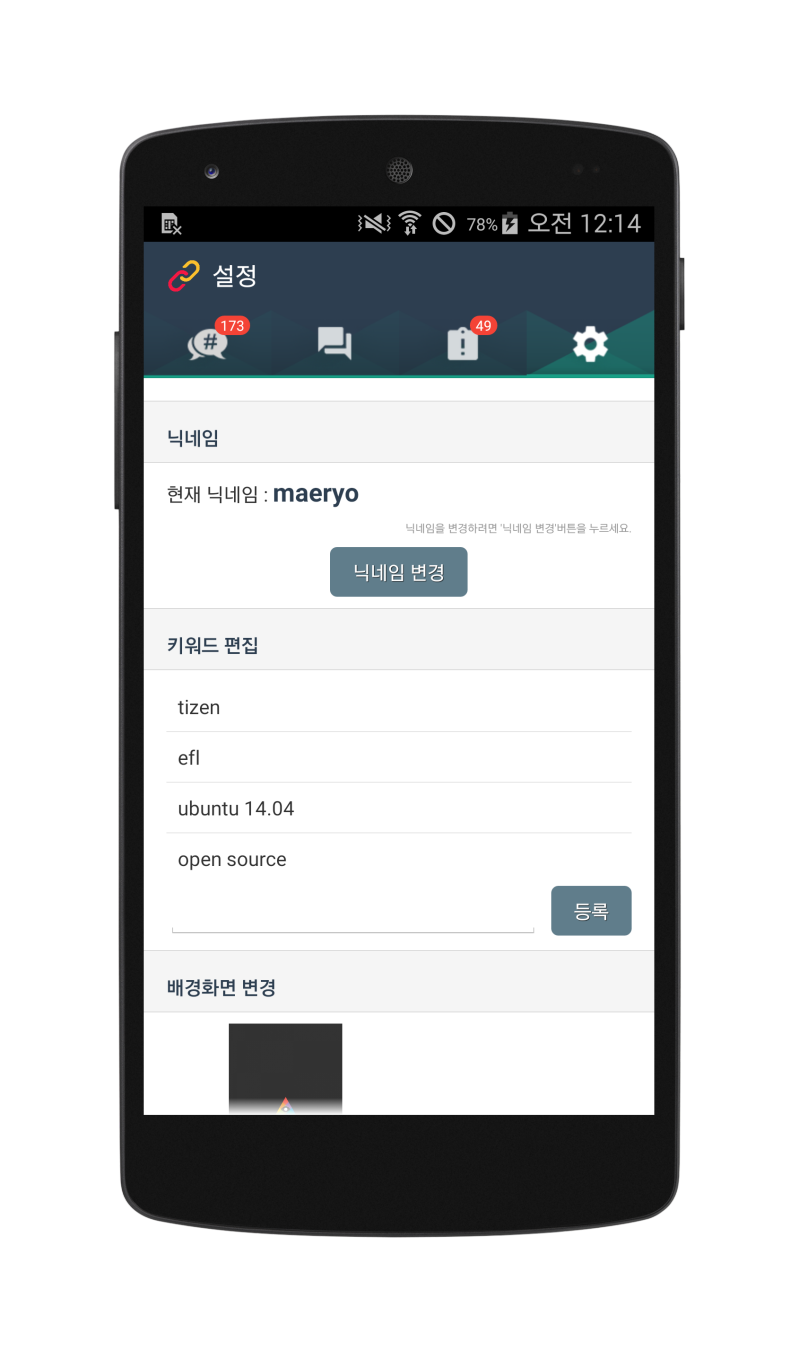 78% 오전 12:14
설정
173
#
49
닉네임
현재 닉네임 : maeryo
닉네임을 변경하려면 '닉네임 변경'버튼을 누르세요.
닉네임 변경
키워드 편집
tizen
efl
ubuntu 14.04
open source
등록
배경화면 변경